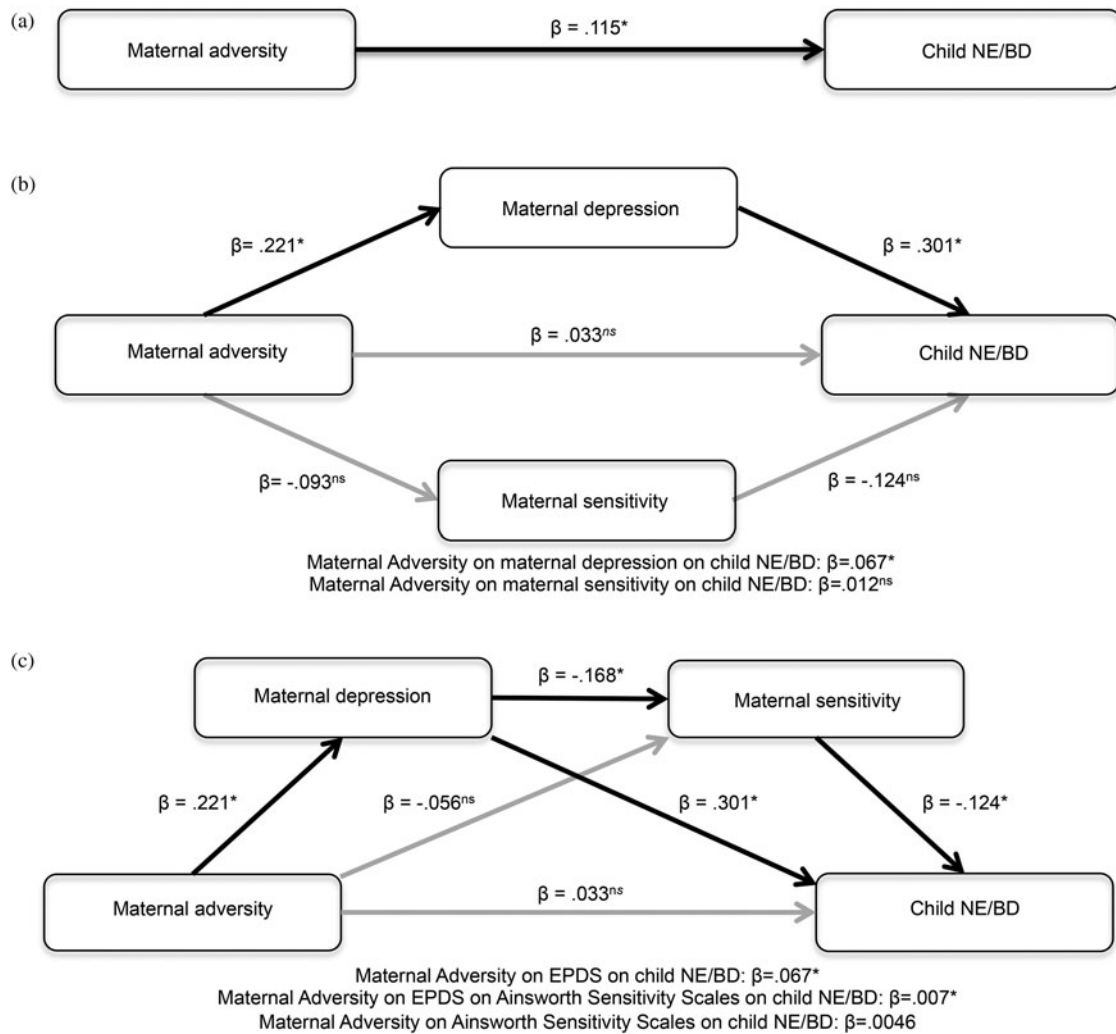 (a)
β = .115*
Maternal adversity
Child NE/BD
(b)
Maternal depression
β= .221*
β = .301*
β = .033ns
Maternal adversity
Child NE/BD
β= -.093ns
β = -.124ns
Maternal sensitivity
Maternal Adversity on maternal depression on child NE/BD: β=.067*
Maternal Adversity on maternal sensitivity on child NE/BD: β=.012ns
(c)
β = -.168*
Maternal depression
Maternal sensitivity
β = .221*
β = -.056ns
β = .301*
β = -.124*
β = .033ns
Maternal adversity
Child NE/BD
Maternal Adversity on EPDS on child NE/BD: β=.067*
Maternal Adversity on EPDS on Ainsworth Sensitivity Scales on child NE/BD: β=.007*
Maternal Adversity on Ainsworth Sensitivity Scales on child NE/BD: β=.0046